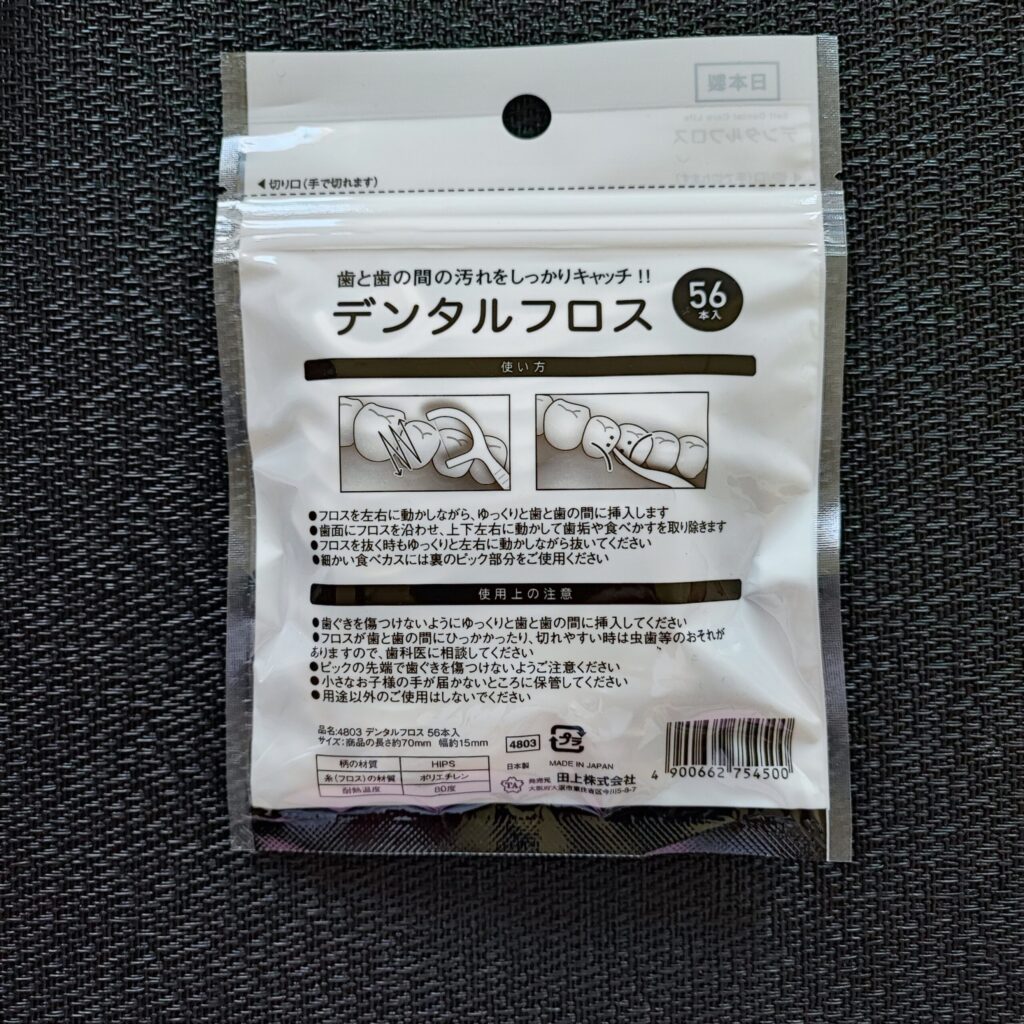 日本製
デンタルフロス
◀切り口(手で切れます)
歯と歯の間の汚れをしっかりキャッチ!!
デンタルフロス
56
本入
使い方
●フロスを左右に動かしながら、ゆっくりと歯と歯の間に挿入します
●歯面にフロスを沿わせ、上下左右に動かして歯垢や食べかすを取り除きます
●フロスを抜く時もゆっくりと左右に動かしながら抜いてください
●細かい食べカスには裏のピック部分をご使用ください
使用上の注意
●歯ぐきを傷つけないようにゆっくりと歯と歯の間に挿入してください
●フロスが歯と歯の間にひっかかったり、切れやすい時は虫歯等のおそれが
ありますので、歯科医に相談してください
●ピックの先端で歯ぐきを傷つけないようご注意ください
●小さなお子様の手が届かないところに保管してください
●用途以外のご使用はしないでください
品名:4803 デンタルフロス 56本入
サイズ:商品の長さ約70mm 幅約15mm
4803
プラ
柄の材質 HIPS
糸(フロス)の材質 ポリエチレン
耐熱温度 80度
日本製 MADE IN JAPAN
TA 発売元 田上株式会社
4 900662 754500